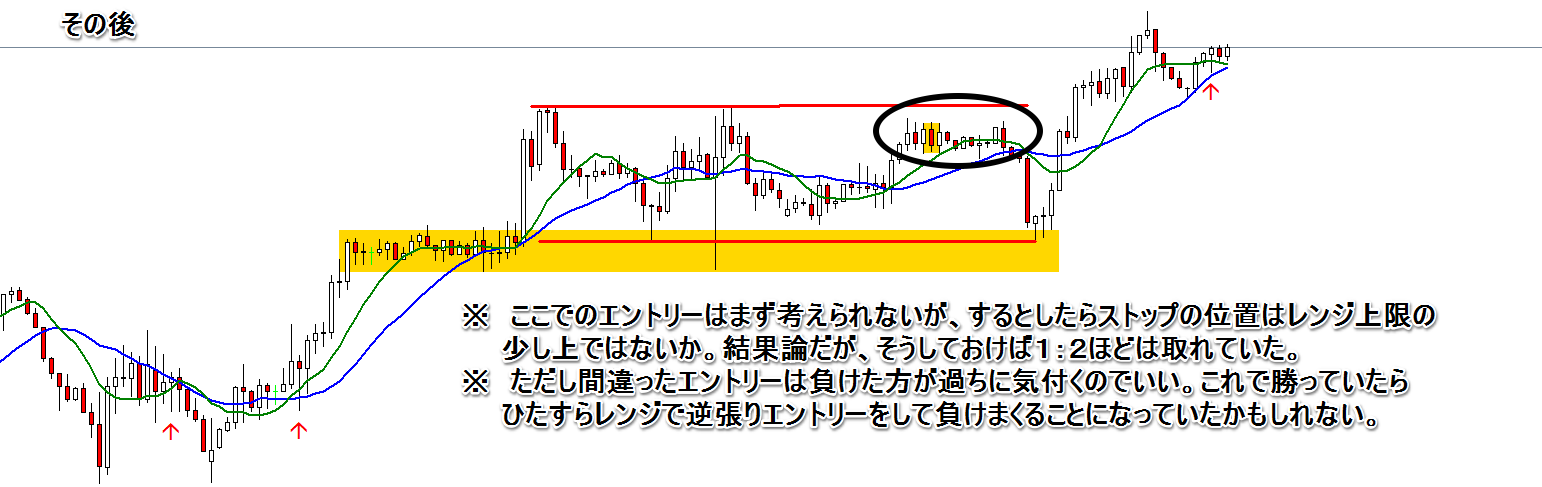 その後
※　ここでのエントリーはまず考えられないが、するとしたらストップの位置はレンジ上限の
少し上ではないか。結果論だが、そうしておけば１：２ほどは取れていた。
※　ただし間違ったエントリーは負けた方が過ちに気付くのでいい。これで勝っていたら
ひたすらレンジで逆張りエントリーをして負けまくることになっていたかもしれない。